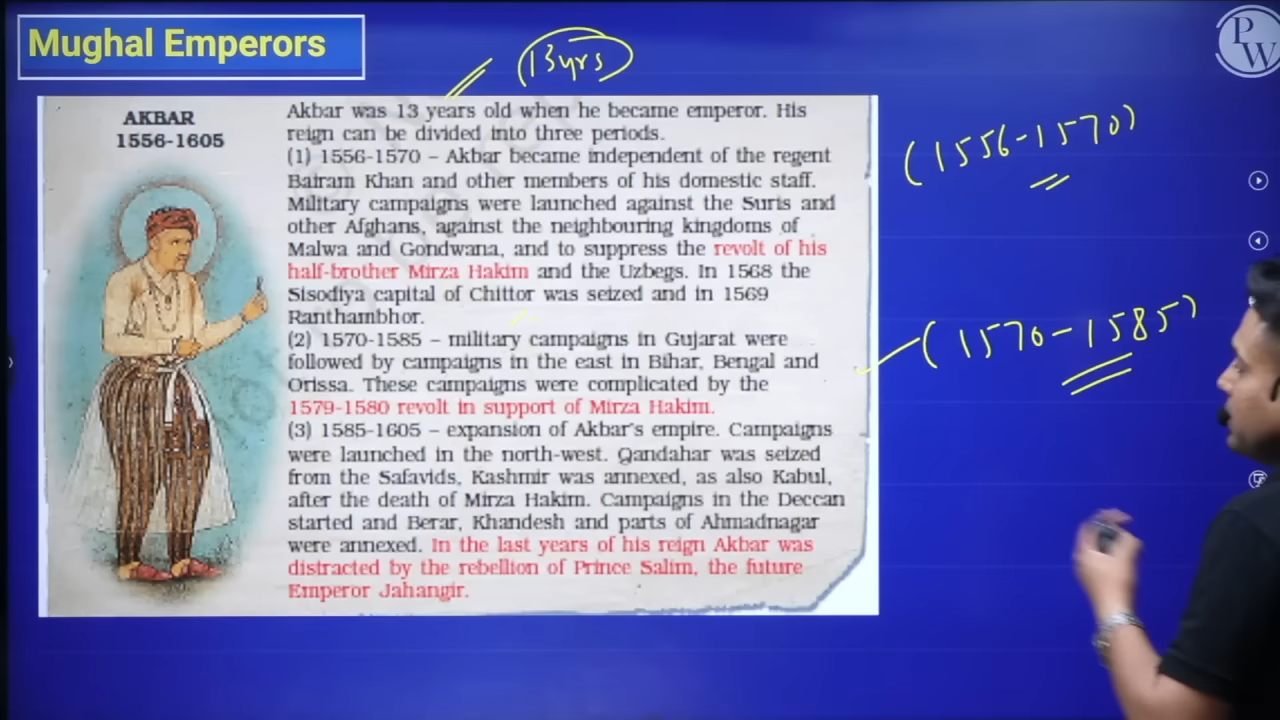 Mughal Emperors
13yrs
PW
AKBAR
1556-1605
Akbar was 13 years old when he became emperor. His
reign can be divided into three periods.
(1) 1556-1570 – Akbar became independent of the regent
Bairam Khan and other members of his domestic staff.
Military campaigns were launched against the Suris and
other Afghans, against the neighbouring kingdoms of
Malwa and Gondwana, and to suppress the revolt of his
half-brother Mirza Hakim and the Uzbegs. In 1568 the
Sisodiya capital of Chittor was seized and in 1569
Ranthambhor.
(2) 1570-1585 – military campaigns in Gujarat were
followed by campaigns in the east in Bihar, Bengal and
Orissa. These campaigns were complicated by the
1579-1580 revolt in support of Mirza Hakim.
(3) 1585-1605 – expansion of Akbar's empire. Campaigns
were launched in the north-west. Qandahar was seized
from the Safavids, Kashmir was annexed, as also Kabul,
after the death of Mirza Hakim. Campaigns in the Deccan
started and Berar, Khandesh and parts of Ahmadnagar
were annexed. In the last years of his reign Akbar was
distracted by the rebellion of Prince Salim, the future
Emperor Jahangir.
(1556-1570)
(1570-1585)